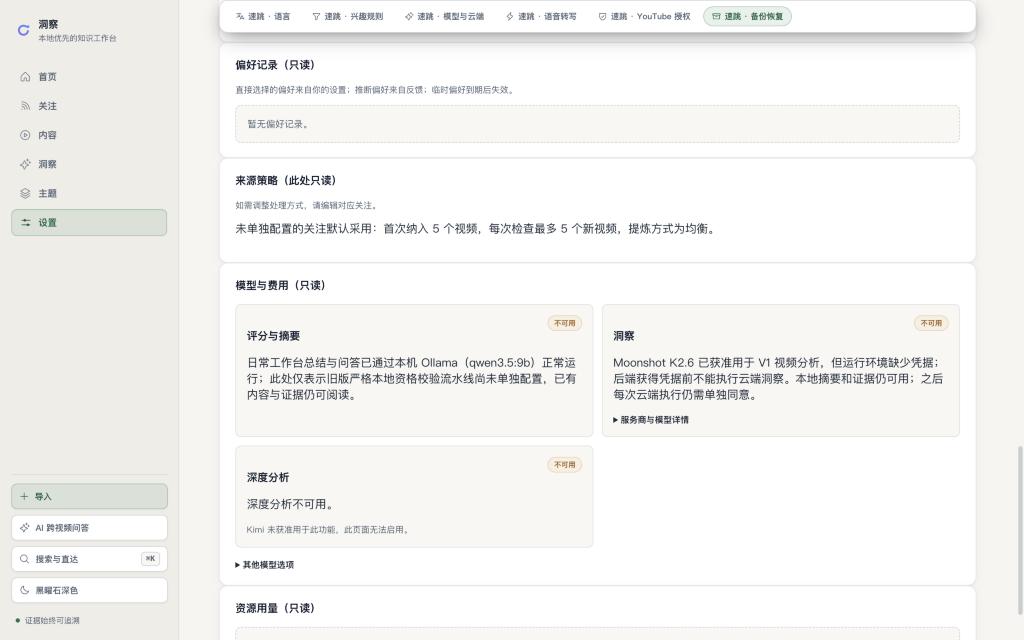 洞察
本地优先的知识工作台
首页
关注
内容
洞察
主题
设置
导入
AI 跨视频问答
搜索与直达
⌘K
黑曜石深色
证据始终可追溯
速跳 · 语言
速跳 · 兴趣规则
速跳 · 模型与云端
速跳 · 语音转写
速跳 · YouTube 授权
速跳 · 备份恢复
偏好记录（只读）
直接选择的偏好来自你的设置；推断偏好来自反馈；临时偏好到期后失效。
暂无偏好记录。
来源策略（此处只读）
如需调整处理方式，请编辑对应关注。
未单独配置的关注默认采用：首次纳入 5 个视频，每次检查最多 5 个新视频，提炼方式为均衡。
模型与费用（只读）
不可用
评分与摘要
日常工作台总结与问答已通过本机 Ollama（qwen3.5:9b）正常运
行；此处仅表示旧版严格本地资格校验流水线尚未单独配置，已有
内容与证据仍可阅读。
不可用
洞察
Moonshot K2.6 已获准用于 V1 视频分析，但运行环境缺少凭据；
后端获得凭据前不能执行云端洞察。本地摘要和证据仍可用；之后
每次云端执行仍需单独同意。
服务商与模型详情
不可用
深度分析
深度分析不可用。
Kimi 未获准用于此功能，此页面无法启用。
其他模型选项
资源用量（只读）